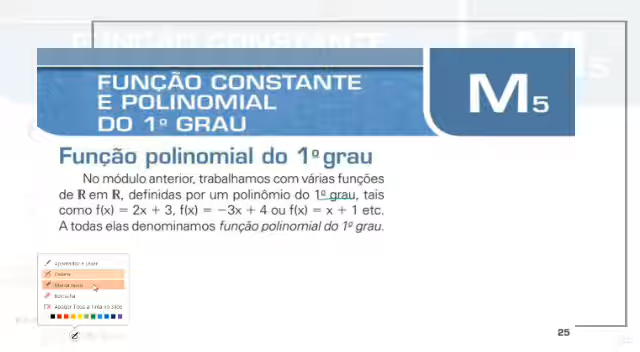 FUNÇÃO CONSTANTE
E POLINOMIAL
DO 1º GRAU
M5
Função polinomial do 1º grau
No módulo anterior, trabalhamos com várias funções
de R em R, definidas por um polinômio do 1º grau, tais
como f(x) = 2x + 3, f(x) = −3x + 4 ou f(x) = x + 1 etc.
A todas elas denominamos função polinomial do 1º grau.
Caneta
Borracha
25